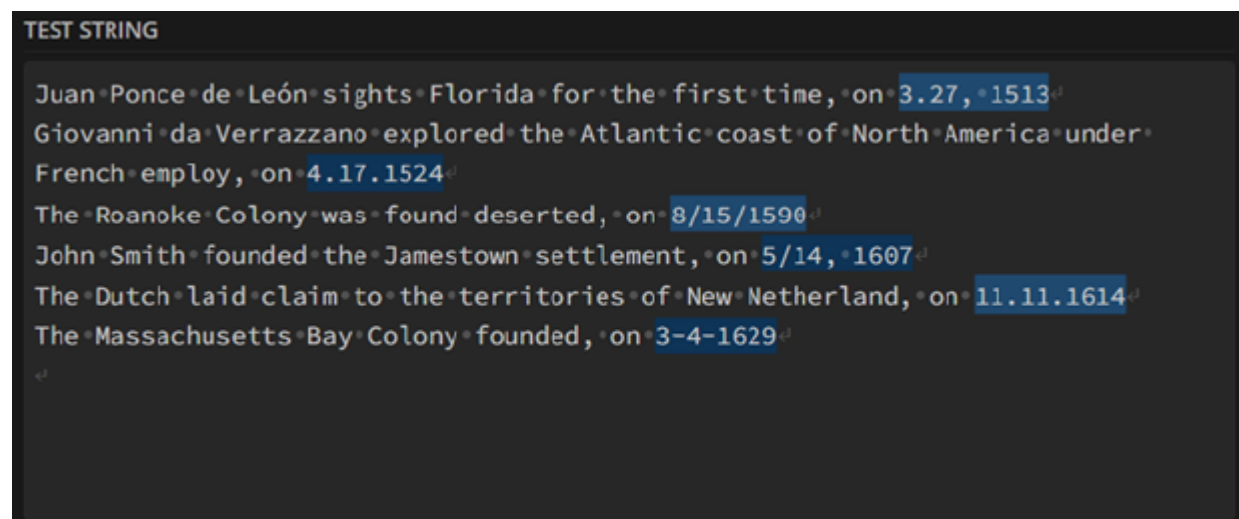 TEST STRING
Juan Ponce de León sights Florida for the first time, on 3.27, 1513
Giovanni da Verrazzano explored the Atlantic coast of North America under
French employ, on 4.17.1524
The Roanoke Colony was found deserted, on 8/15/1590
John Smith founded the Jamestown settlement, on 5/14, 1607
The Dutch laid claim to the territories of New Netherland, on 11.11.1614
The Massachusetts Bay Colony founded, on 3-4-1629